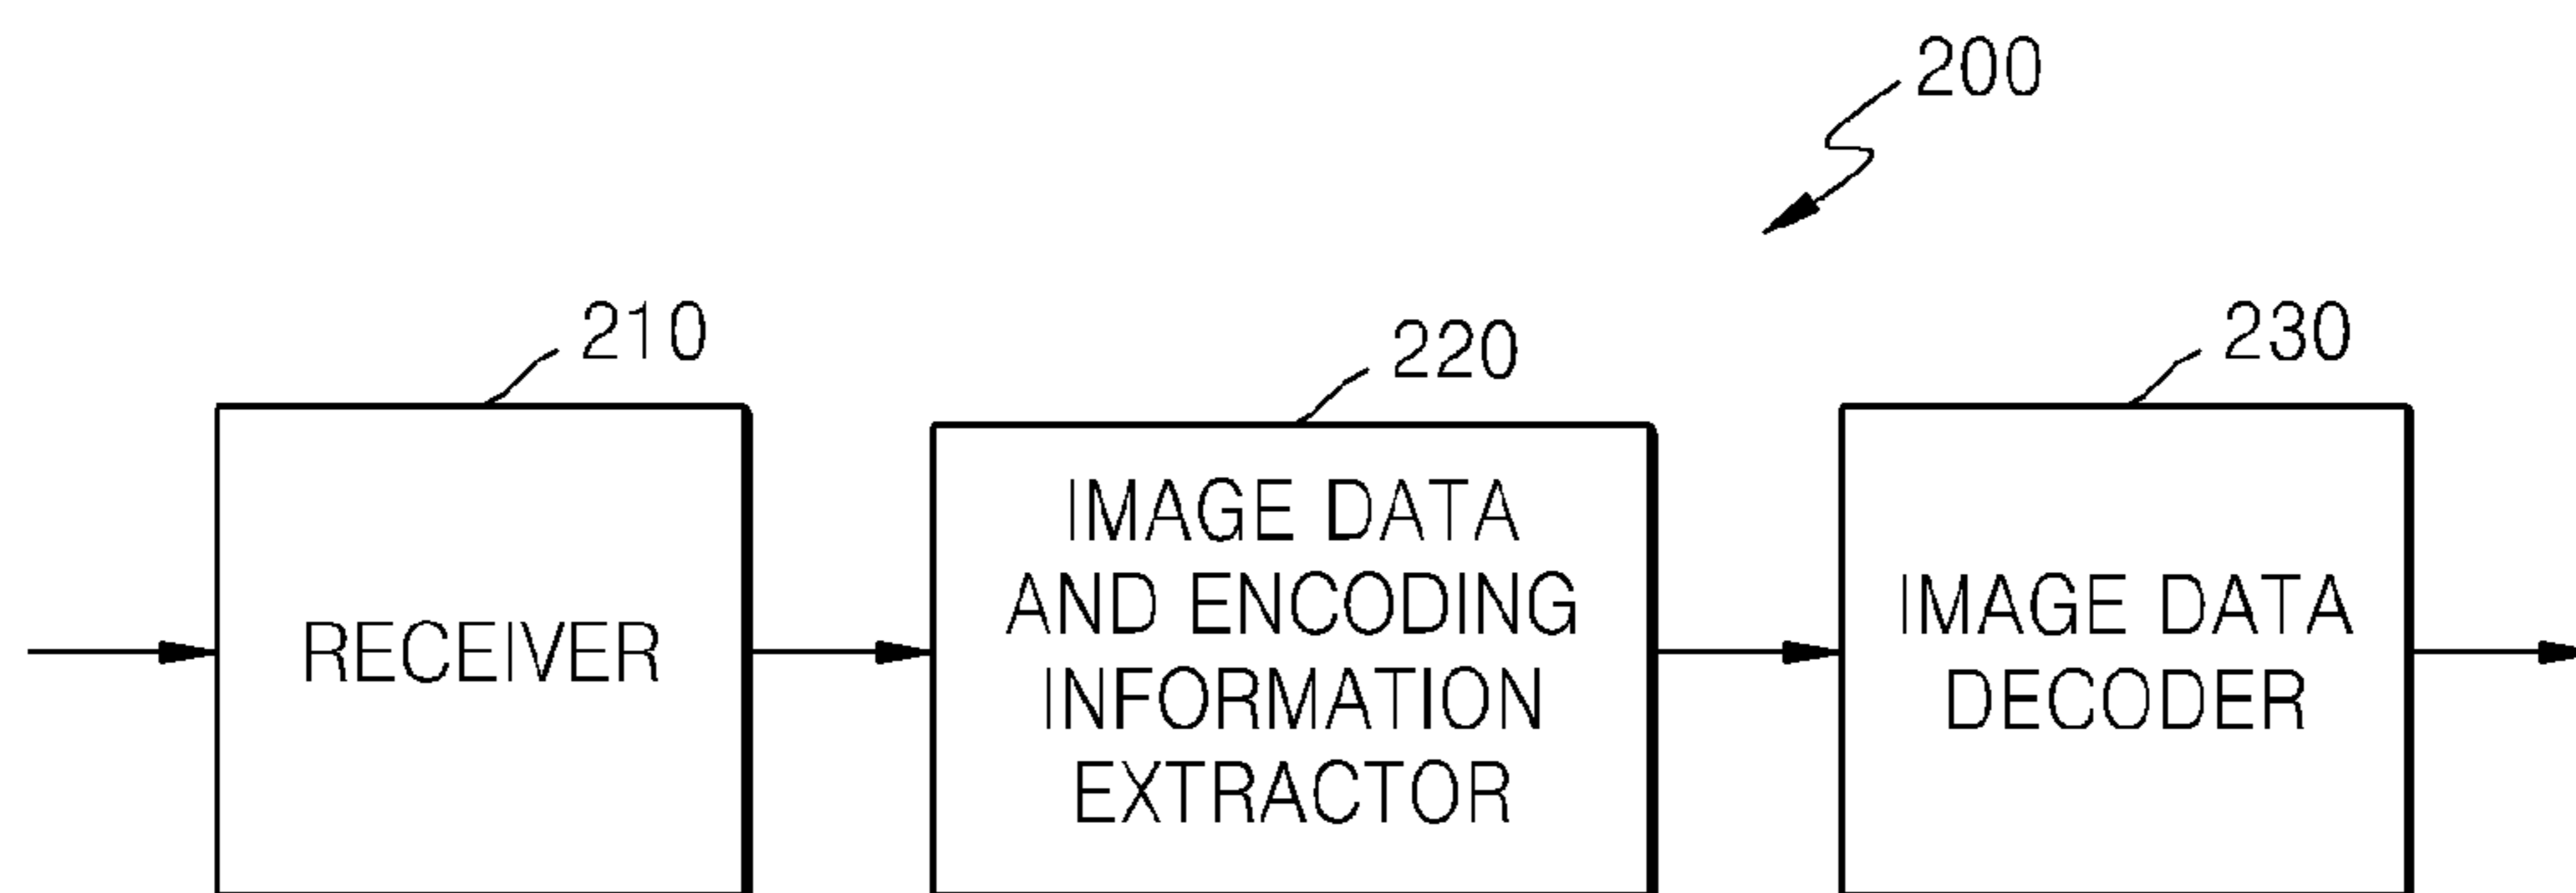 200
210
220
230
RECEIVER
IMAGE DATA
AND ENCODING
INFORMATION
EXTRACTOR
IMAGE DATA
DECODER